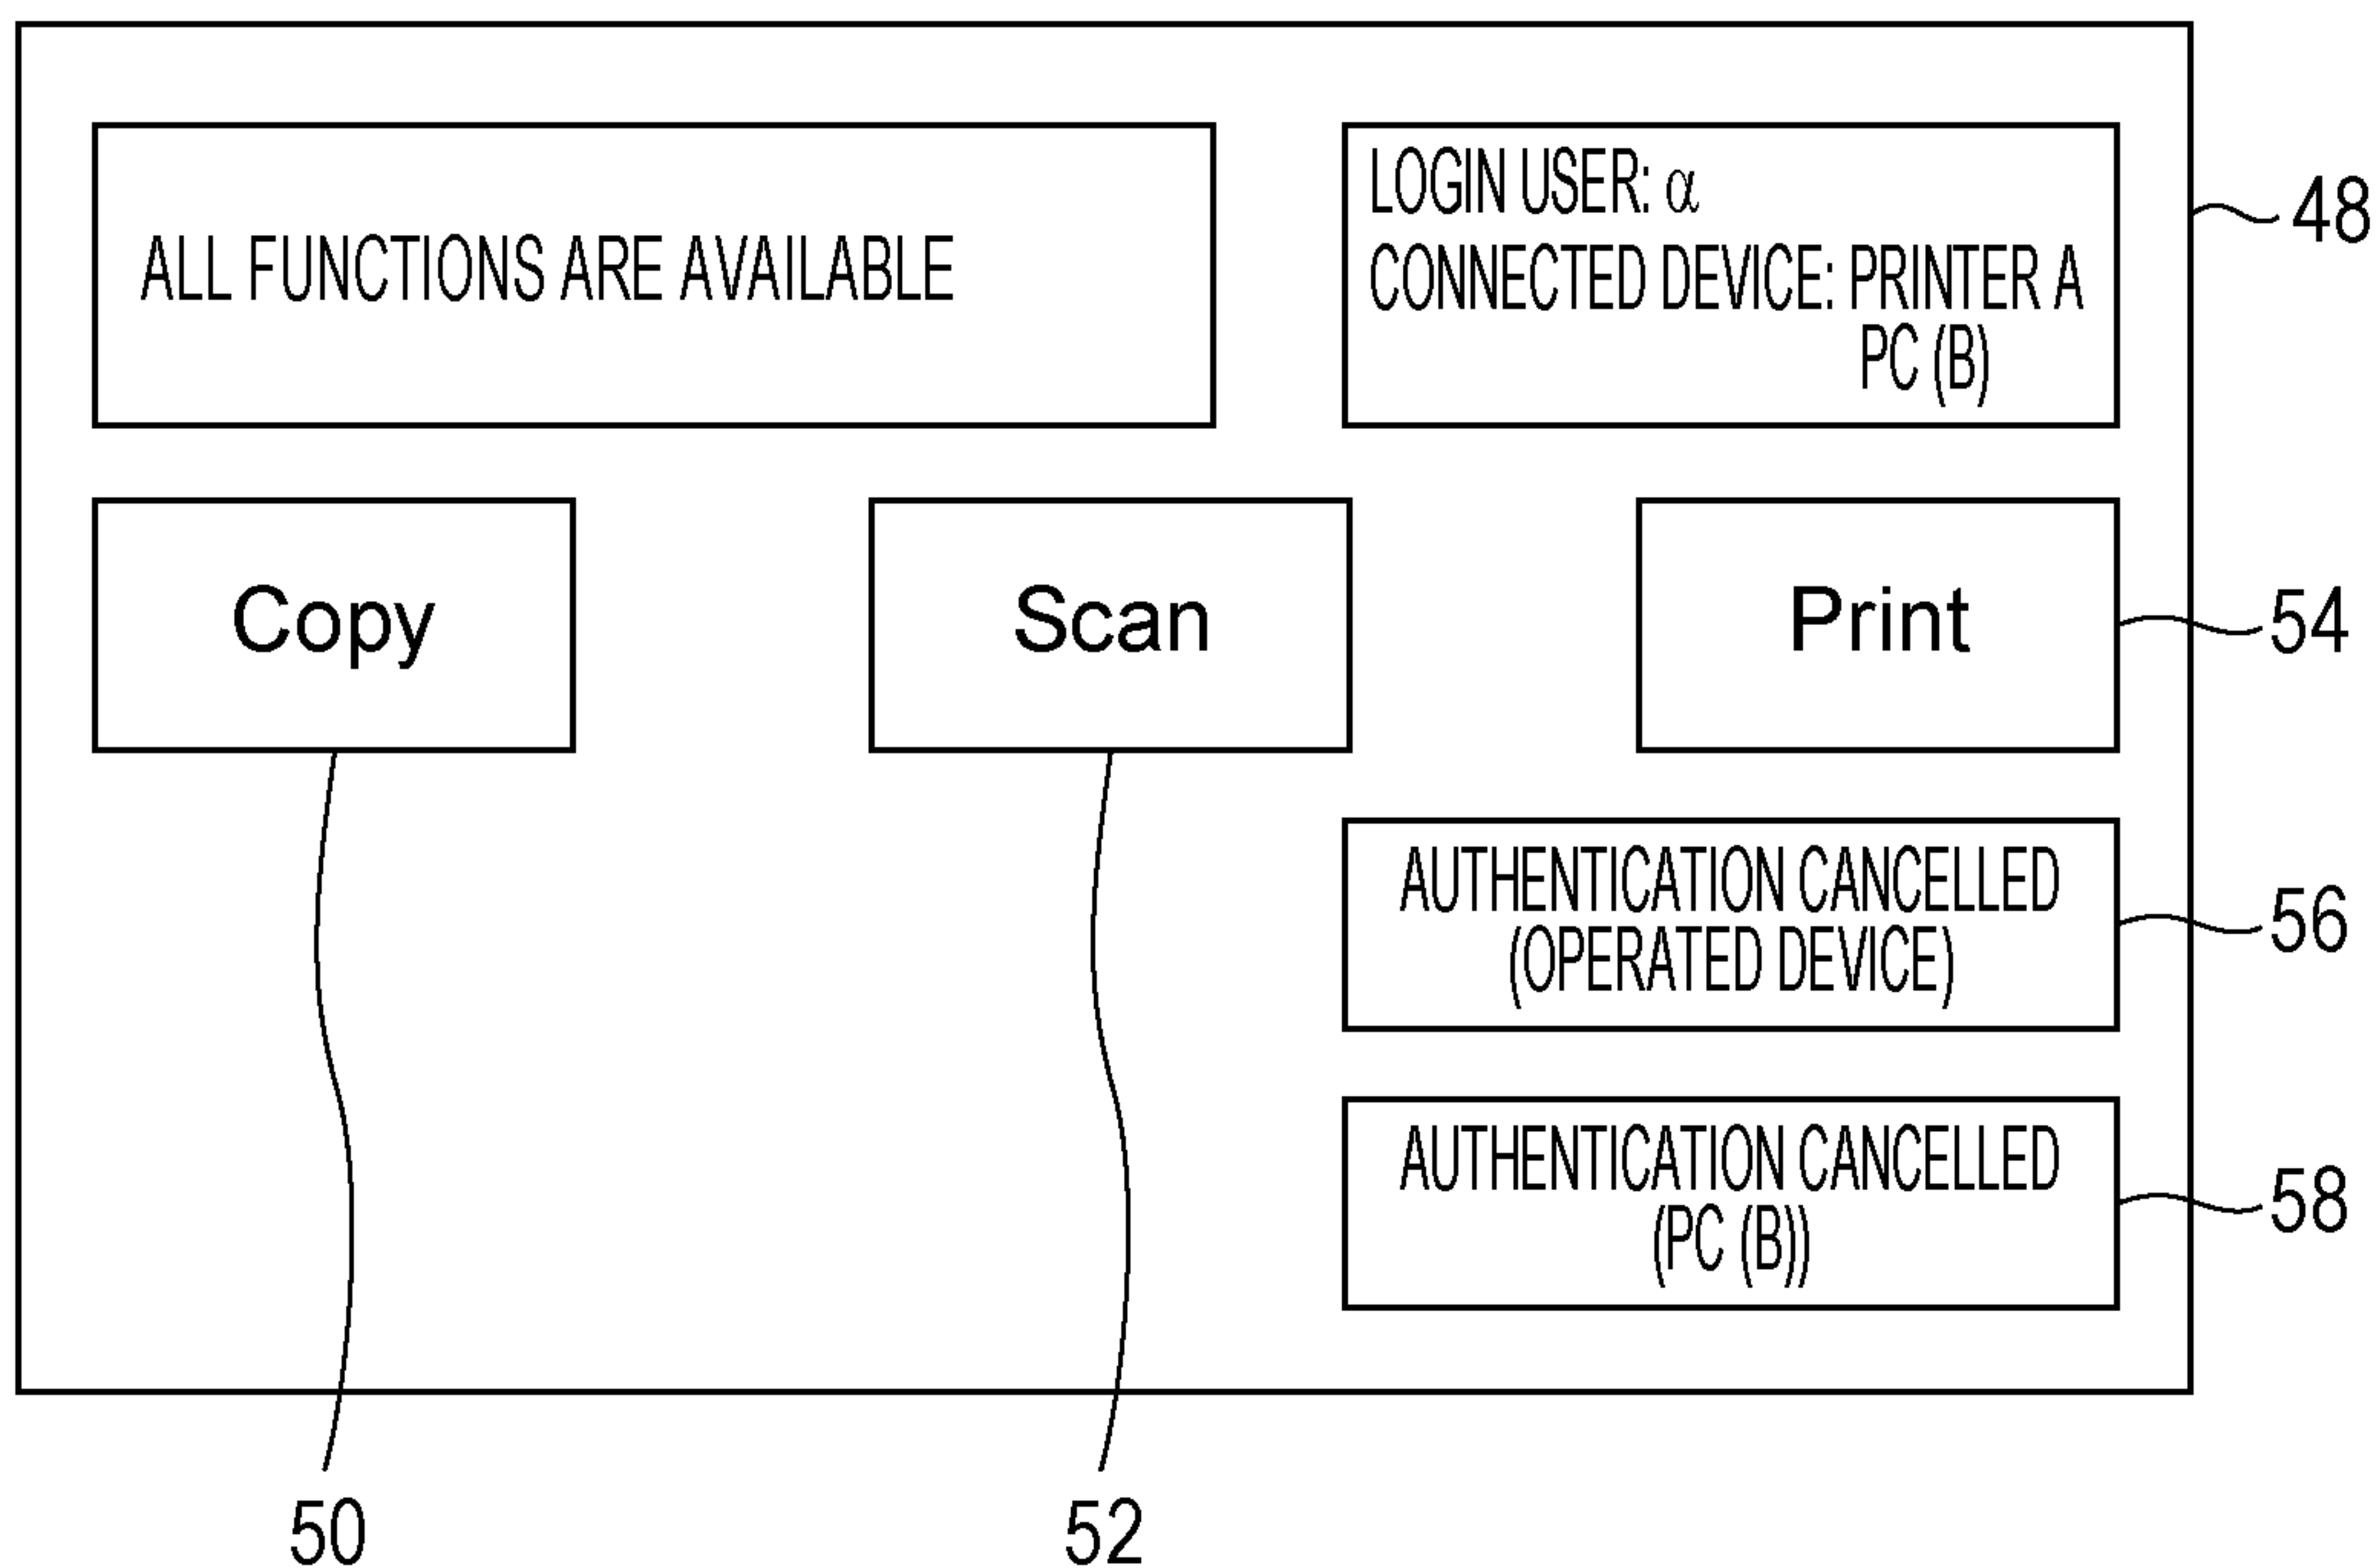 LOGIN USER: α
ALL FUNCTIONS ARE AVAILABLE
CONNECTED DEVICE: PRINTER A
PC (B)
48
Copy
Scan
Print
54
AUTHENTICATION CANCELLED
(OPERATED DEVICE)
56
AUTHENTICATION CANCELLED
(PC (B))
58
50
52